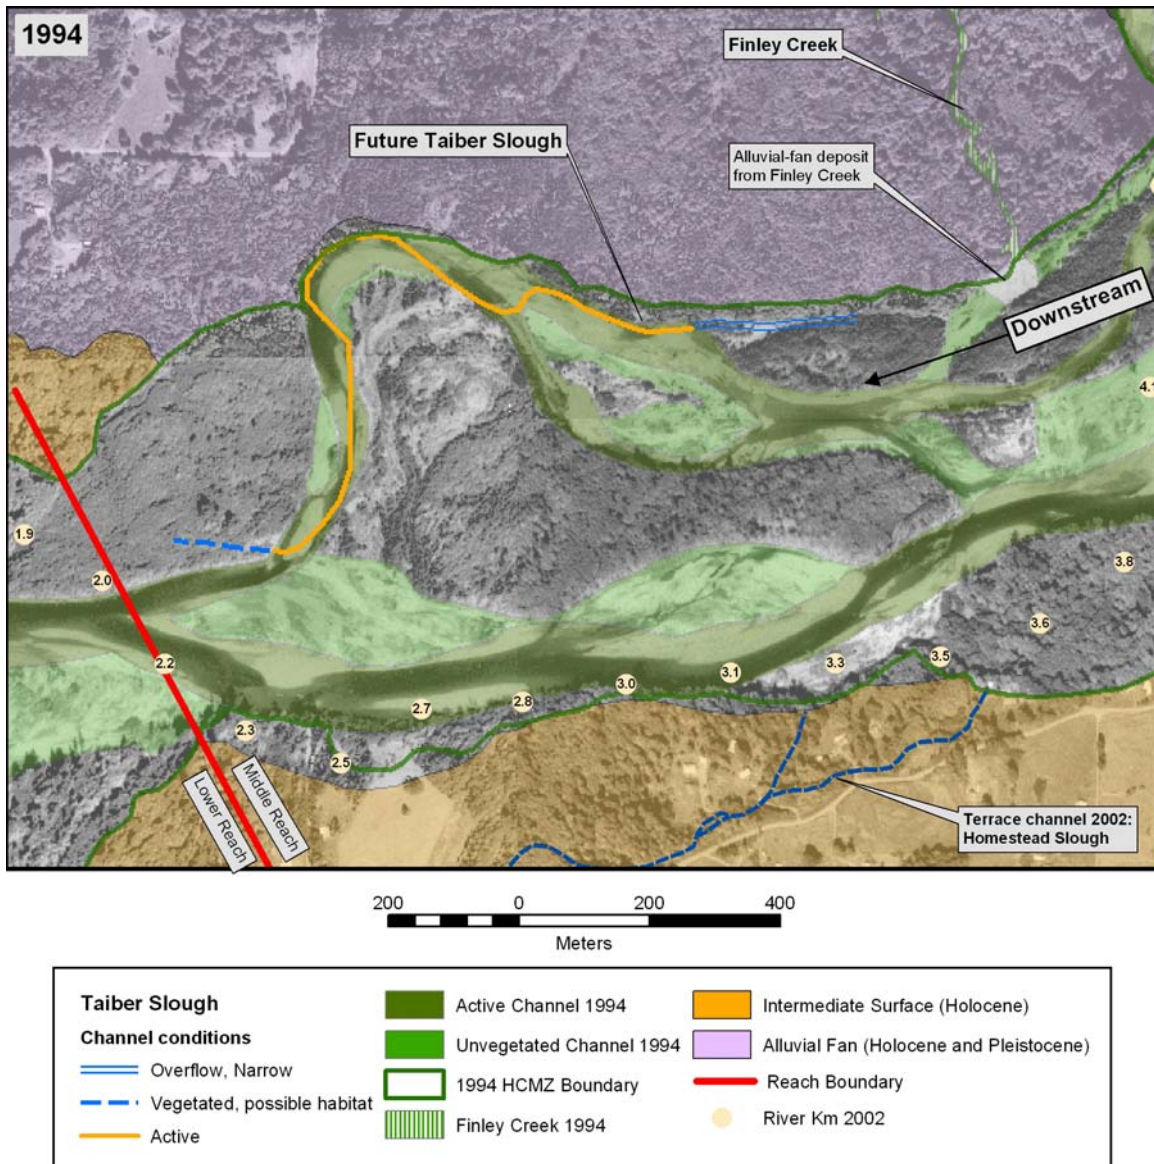 1994
Finley Creek
Future Taiber Slough
Alluvial-fan deposit
from Finley Creek
Downstream
4.1
1.9
2.0
3.8
3.6
2.2
3.5
3.3
3.1
3.0
2.8
2.7
2.3
2.5
Lower Reach
Middle Reach
Terrace channel 2002:
Homestead Slough
200 0 200 400
Meters
Taiber Slough
Channel conditions
Overflow, Narrow
Vegetated, possible habitat
Active
Active Channel 1994
Unvegetated Channel 1994
1994 HCMZ Boundary
Finley Creek 1994
Intermediate Surface (Holocene)
Alluvial Fan (Holocene and Pleistocene)
Reach Boundary
River Km 2002